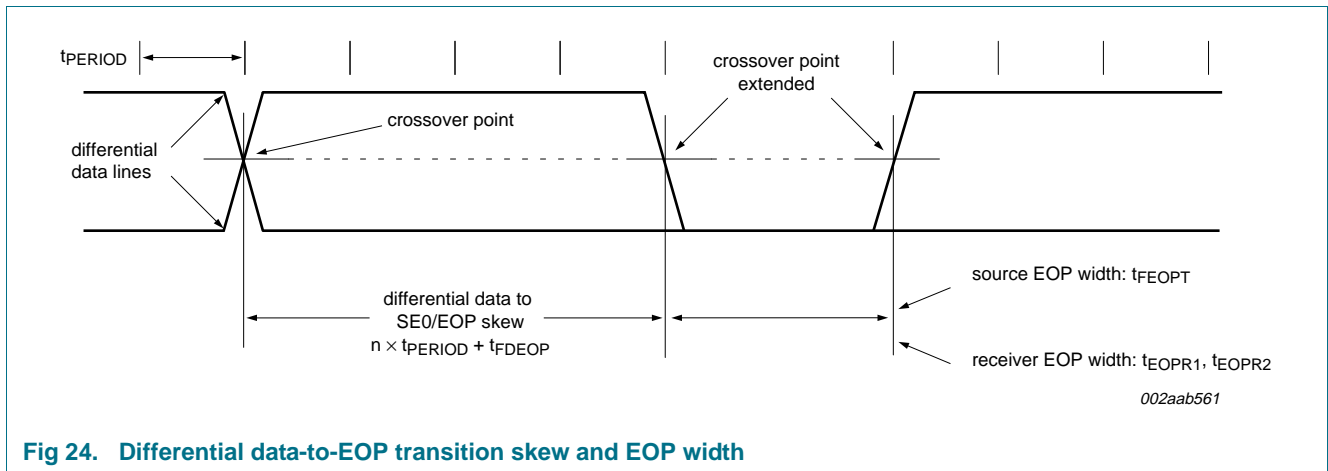 tPERIOD
crossover point
extended
crossover point
differential
data lines
differential data to
SE0/EOP skew
n × tPERIOD + tFDEOP
source EOP width: tFEOPT
receiver EOP width: tEOPR1, tEOPR2
002aab561
Fig 24. Differential data-to-EOP transition skew and EOP width